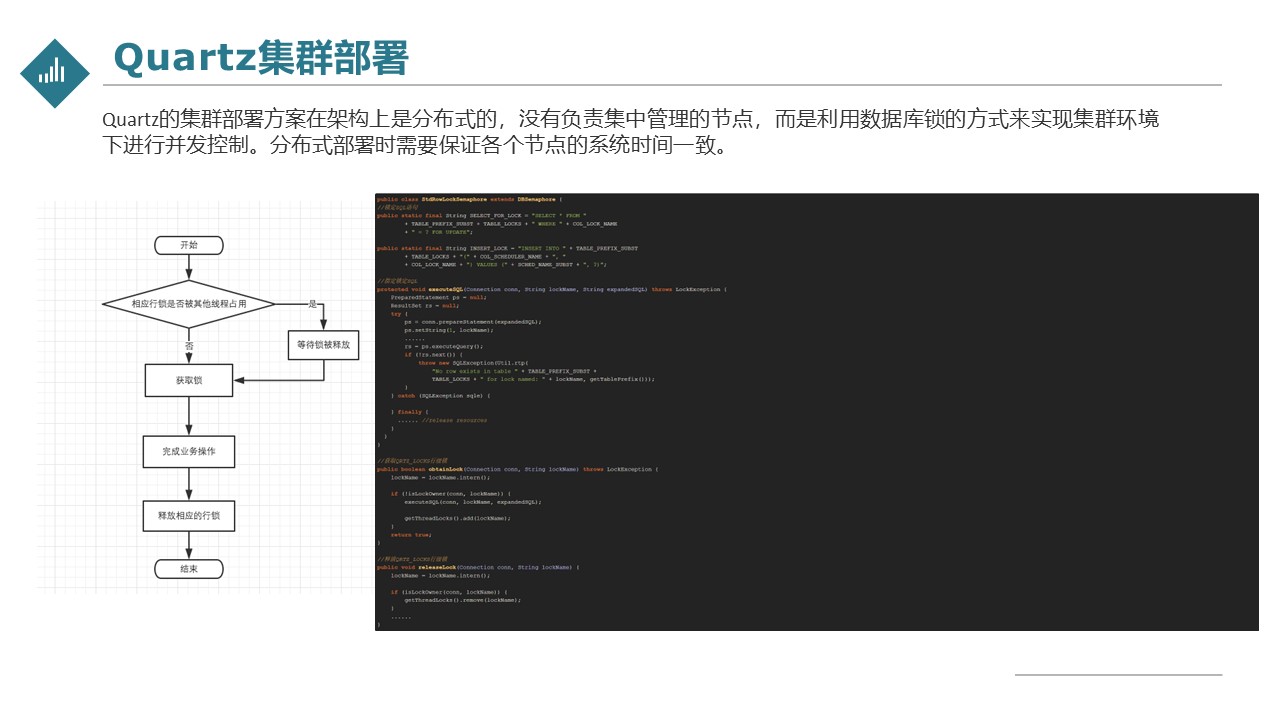 Quartz集群部署
Quartz的集群部署方案在架构上是分布式的，没有负责集中管理的节点，而是利用数据库锁的方式来实现集群环境
下进行并发控制。分布式部署时需要保证各个节点的系统时间一致。
开始
相应行锁是否被其他线程占用
是
否
等待锁被释放
获取锁
完成业务操作
释放相应的行锁
结束
public class StdRowLockSemaphore extends DBSemaphore {
//锁定SQL语句
public static final String SELECT_FOR_LOCK = "SELECT * FROM "
+ TABLE_PREFIX_SUBST + TABLE_LOCKS + " WHERE " + COL_LOCK_NAME
+ " = ? FOR UPDATE";
public static final String INSERT_LOCK = "INSERT INTO " + TABLE_PREFIX_SUBST
+ TABLE_LOCKS + "(" + COL_SCHEDULER_NAME + ", "
+ COL_LOCK_NAME + ") VALUES (" + SCHED_NAME_SUBST + ", ?)";
//指定锁定SQL
protected void executeSQL(Connection conn, String lockName, String expandedSQL) throws LockException {
PreparedStatement ps = null;
ResultSet rs = null;
try {
ps = conn.prepareStatement(expandedSQL);
ps.setString(1, lockName);
......
rs = ps.executeQuery();
if (!rs.next()) {
throw new SQLException(Util.rtp(
"No row exists in table " + TABLE_PREFIX_SUBST +
TABLE_LOCKS + " for lock named: " + lockName, getTablePrefix()));
}
} catch (SQLException sqle) {
} finally {
...... //release resources
}
}
}
//获取QRTZ_LOCKS行级锁
public boolean obtainLock(Connection conn, String lockName) throws LockException {
lockName = lockName.intern();
if (!isLockOwner(conn, lockName)) {
executeSQL(conn, lockName, expandedSQL);
getThreadLocks().add(lockName);
}
return true;
}
//释放QRTZ_LOCKS行级锁
public void releaseLock(Connection conn, String lockName) {
lockName = lockName.intern();
if (isLockOwner(conn, lockName)) {
getThreadLocks().remove(lockName);
}
......
}